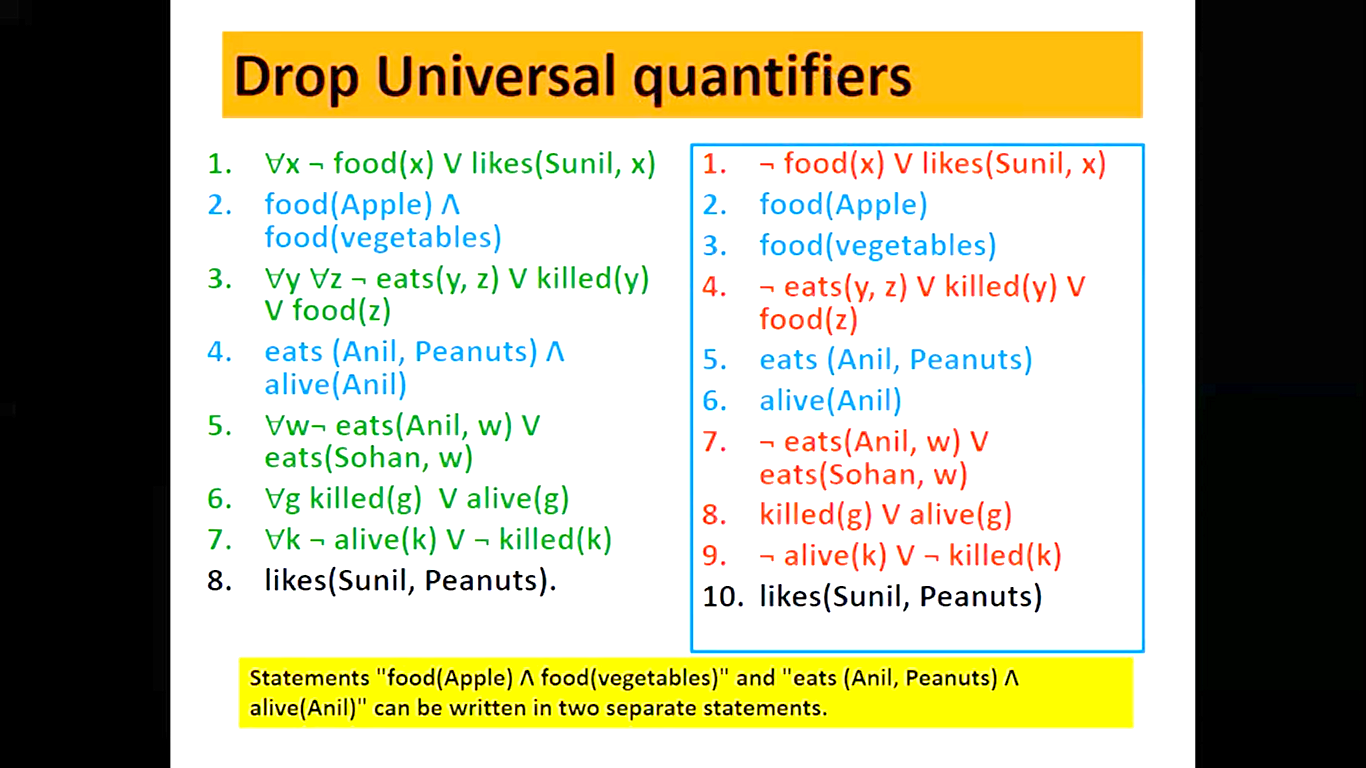 Drop Universal quantifiers
1. ∀x ¬ food(x) V likes(Sunil, x)
2. food(Apple) Λ
food(vegetables)
3. ∀y ∀z ¬ eats(y, z) V killed(y)
V food(z)
4. eats (Anil, Peanuts) Λ
alive(Anil)
5. ∀w¬ eats(Anil, w) V
eats(Sohan, w)
6. ∀g killed(g) V alive(g)
7. ∀k ¬ alive(k) V ¬ killed(k)
8. likes(Sunil, Peanuts).
1. ¬ food(x) V likes(Sunil, x)
2. food(Apple)
3. food(vegetables)
4. ¬ eats(y, z) V killed(y) V
food(z)
5. eats (Anil, Peanuts)
6. alive(Anil)
7. ¬ eats(Anil, w) V
eats(Sohan, w)
8. killed(g) V alive(g)
9. ¬ alive(k) V ¬ killed(k)
10. likes(Sunil, Peanuts)
Statements "food(Apple) Λ food(vegetables)" and "eats (Anil, Peanuts) Λ
alive(Anil)" can be written in two separate statements.